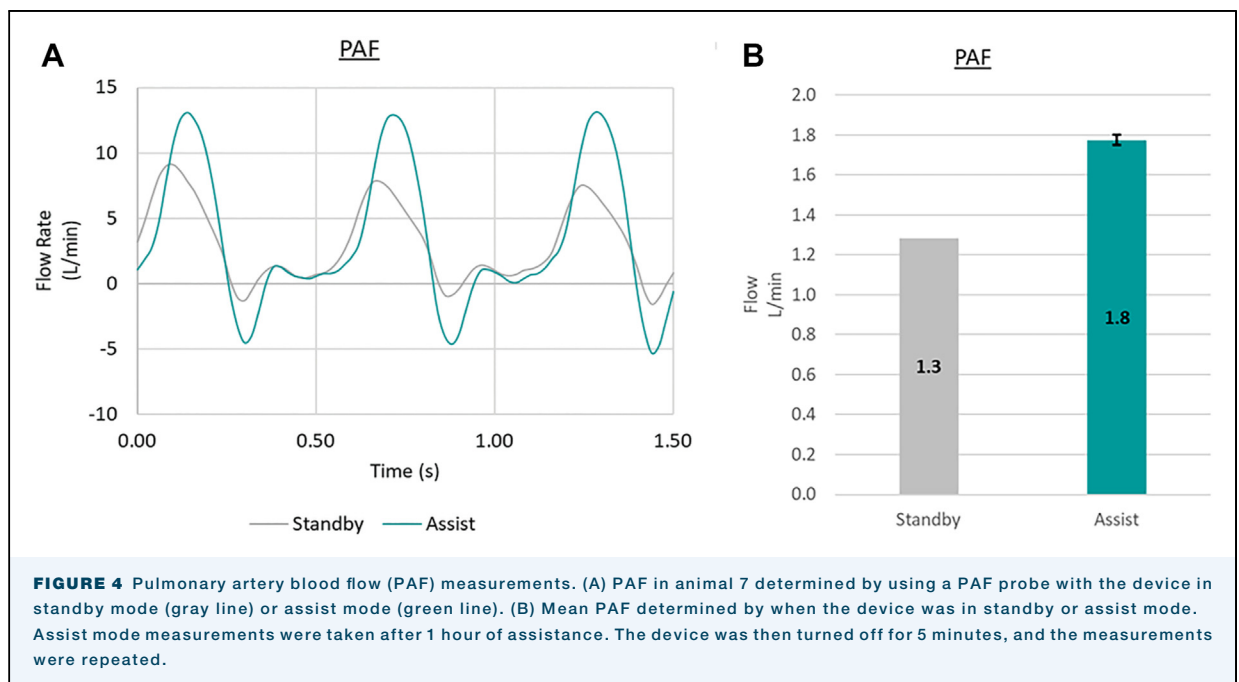 A
PAF
15
10
5
0
-5
-10
Flow Rate
(L/min)
0.00 0.50 1.00 1.50
Time (s)
Standby Assist
B
PAF
2.0
1.8
1.6
1.4
1.2
1.0
0.8
0.6
0.4
0.2
0.0
Flow
L/min
1.3
1.8
Standby Assist
FIGURE 4 Pulmonary artery blood flow (PAF) measurements. (A) PAF in animal 7 determined by using a PAF probe with the device in
standby mode (gray line) or assist mode (green line). (B) Mean PAF determined by when the device was in standby or assist mode.
Assist mode measurements were taken after 1 hour of assistance. The device was then turned off for 5 minutes, and the measurements
were repeated.